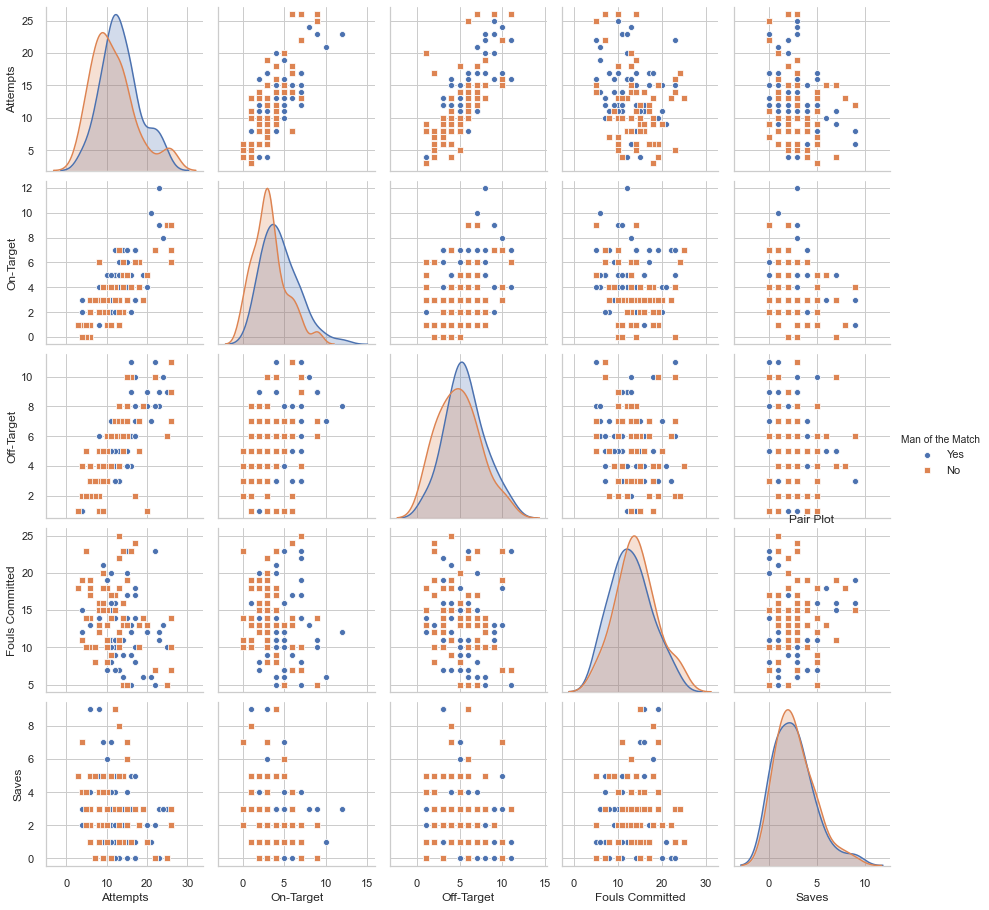 25
20
15
10
5
Attempts
12
10
8
6
4
2
0
On-Target
10
8
6
4
2
Off-Target
Man of the Match
Yes
No
Pair Plot
25
20
15
10
5
Fouls Committed
8
6
4
2
0
Saves
0 10 20 30
Attempts
0 5 10 15
On-Target
0 5 10 15
Off-Target
0 10 20 30
Fouls Committed
0 5 10
Saves